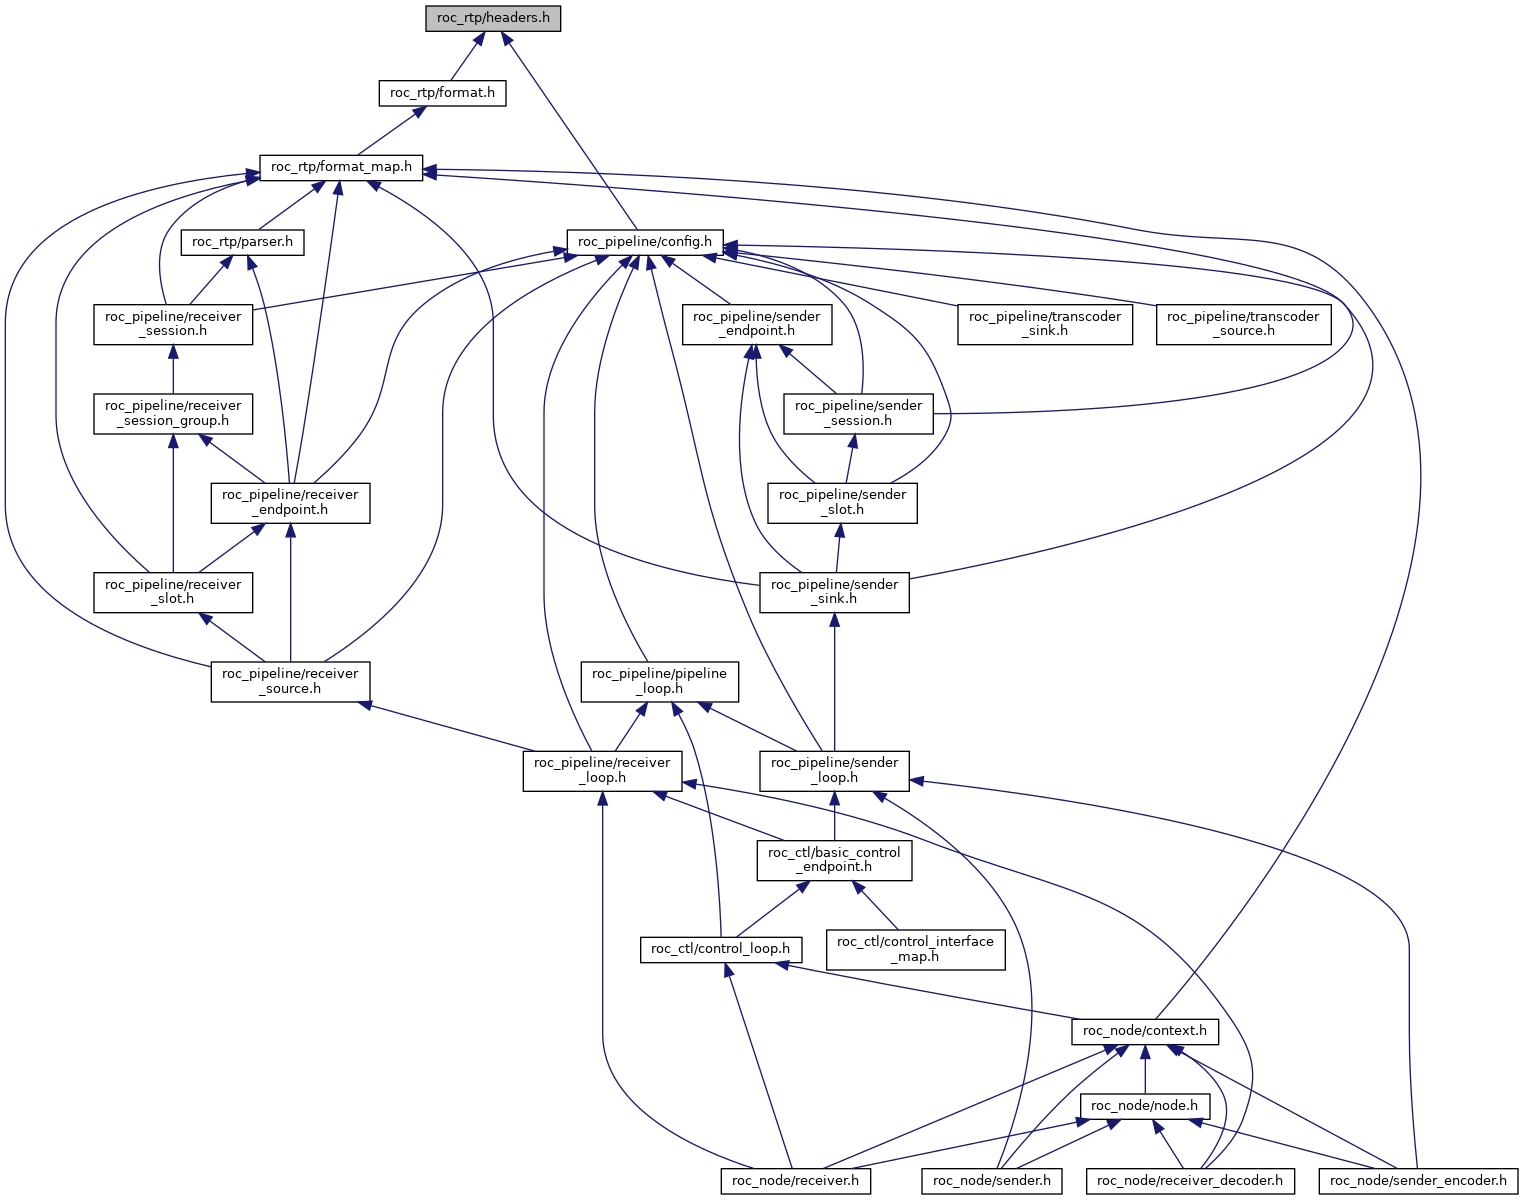 roc_rtp/headers.h
roc_rtp/format.h
roc_rtp/format_map.h
roc_rtp/parser.h
roc_pipeline/config.h
roc_pipeline/receiver
_session.h
roc_pipeline/sender
_endpoint.h
roc_pipeline/transcoder
_sink.h
roc_pipeline/transcoder
_source.h
roc_pipeline/receiver
_session_group.h
roc_pipeline/sender
_session.h
roc_pipeline/receiver
_endpoint.h
roc_pipeline/sender
_slot.h
roc_pipeline/receiver
_slot.h
roc_pipeline/sender
_sink.h
roc_pipeline/receiver
_source.h
roc_pipeline/pipeline
_loop.h
roc_pipeline/receiver
_loop.h
roc_pipeline/sender
_loop.h
roc_ctl/basic_control
_endpoint.h
roc_ctl/control_loop.h
roc_ctl/control_interface
_map.h
roc_node/context.h
roc_node/node.h
roc_node/receiver.h
roc_node/sender.h
roc_node/receiver_decoder.h
roc_node/sender_encoder.h